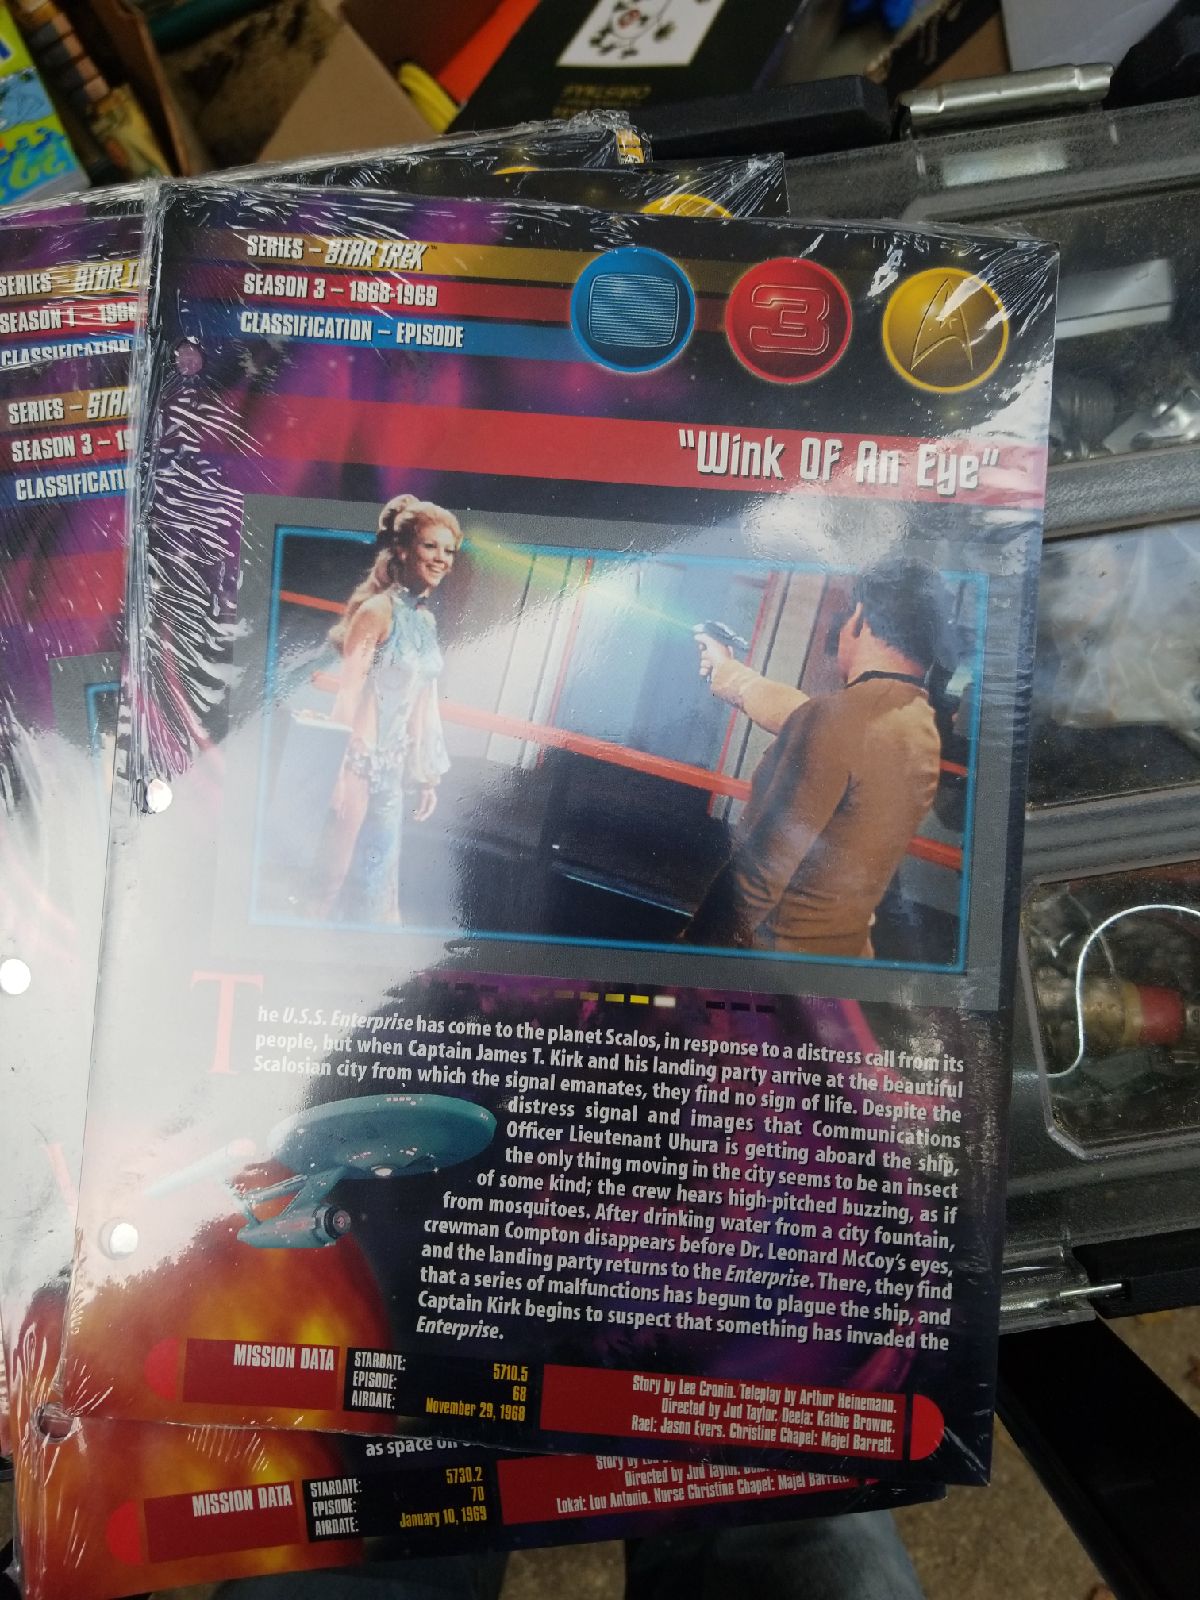 SERIES – STAR TREK™
SEASON 3 – 1968-1969
CLASSIFICATION – EPISODE
3
"Wink Of An Eye"
The U.S.S. Enterprise has come to the planet Scalos, in response to a distress call from its
people, but when Captain James T. Kirk and his landing party arrive at the beautiful
Scalosian city from which the signal emanates, they find no sign of life. Despite the
distress signal and images that Communications
Officer Lieutenant Uhura is getting aboard the ship,
the only thing moving in the city seems to be an insect
of some kind; the crew hears high-pitched buzzing, as if
from mosquitoes. After drinking water from a city fountain,
crewman Compton disappears before Dr. Leonard McCoy's eyes,
and the landing party returns to the Enterprise. There, they find
that a series of malfunctions has begun to plague the ship, and
Captain Kirk begins to suspect that something has invaded the
Enterprise.
MISSION DATA
STARDATE: 5710.5
EPISODE: 68
AIRDATE: November 29, 1968
Story by Lee Cronin. Teleplay by Arthur Heinemann.
Directed by Jud Taylor. Deela: Kathie Browne.
Rael: Jason Evers. Christine Chapel: Majel Barrett.
SERIES – STAR T
SEASON 1 – 1966
CLASSIFICATION
SERIES – STAR
SEASON 3 – 19
CLASSIFICATI
as space
MISSION DATA
STARDATE: 5730.2
EPISODE: 70
AIRDATE: January 10, 1969
Story by
Directed by Jud Taylor.
Lokai: Lou Antonio. Nurse Christine Chapel: Majel Barrett.